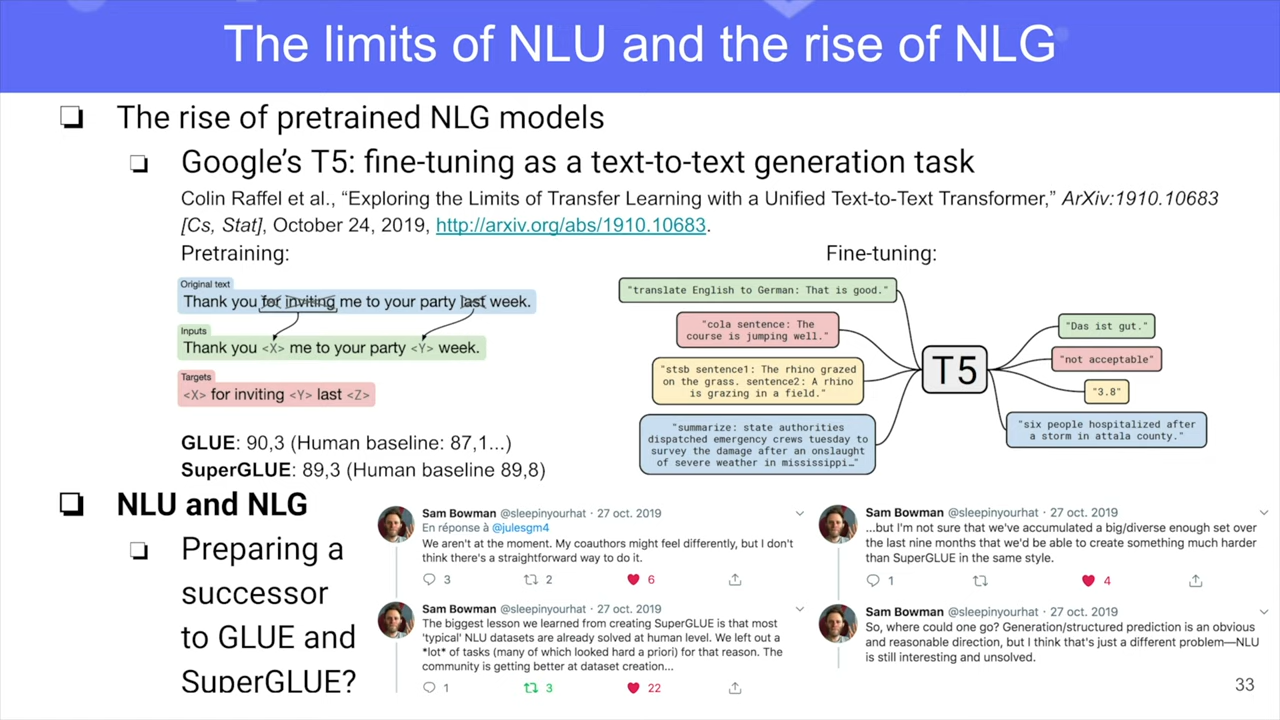 The limits of NLU and the rise of NLG
The rise of pretrained NLG models
Google's T5: fine-tuning as a text-to-text generation task
Colin Raffel et al., “Exploring the Limits of Transfer Learning with a Unified Text-to-Text Transformer,” ArXiv:1910.10683
[Cs, Stat], October 24, 2019, http://arxiv.org/abs/1910.10683.
Pretraining:
Original text
Thank you for inviting me to your party last week.
Inputs
Thank you <X> me to your party <Y> week.
Targets
<X> for inviting <Y> last <Z>
Fine-tuning:
"translate English to German: That is good."
"cola sentence: The
course is jumping well."
"stsb sentence1: The rhino grazed
on the grass. sentence2: A rhino
is grazing in a field."
"summarize: state authorities
dispatched emergency crews tuesday to
survey the damage after an onslaught
of severe weather in mississippi…"
T5
"Das ist gut."
"not acceptable"
"3.8"
"six people hospitalized after
a storm in attala county."
GLUE: 90,3 (Human baseline: 87,1...)
SuperGLUE: 89,3 (Human baseline 89,8)
NLU and NLG
Preparing a
successor
to GLUE and
SuperGLUE?
Sam Bowman @sleepinyourhat · 27 oct. 2019
En réponse à @julesgm4
We aren't at the moment. My coauthors might feel differently, but I don't
think there's a straightforward way to do it.
3 2 6
Sam Bowman @sleepinyourhat · 27 oct. 2019
The biggest lesson we learned from creating SuperGLUE is that most
'typical' NLU datasets are already solved at human level. We left out a
*lot* of tasks (many of which looked hard a priori) for that reason. The
community is getting better at dataset creation...
1 3 22
Sam Bowman @sleepinyourhat · 27 oct. 2019
...but I'm not sure that we've accumulated a big/diverse enough set over
the last nine months that we'd be able to create something much harder
than SuperGLUE in the same style.
1 4
Sam Bowman @sleepinyourhat · 27 oct. 2019
So, where could one go? Generation/structured prediction is an obvious
and reasonable direction, but I think that's just a different problem—NLU
is still interesting and unsolved.
33